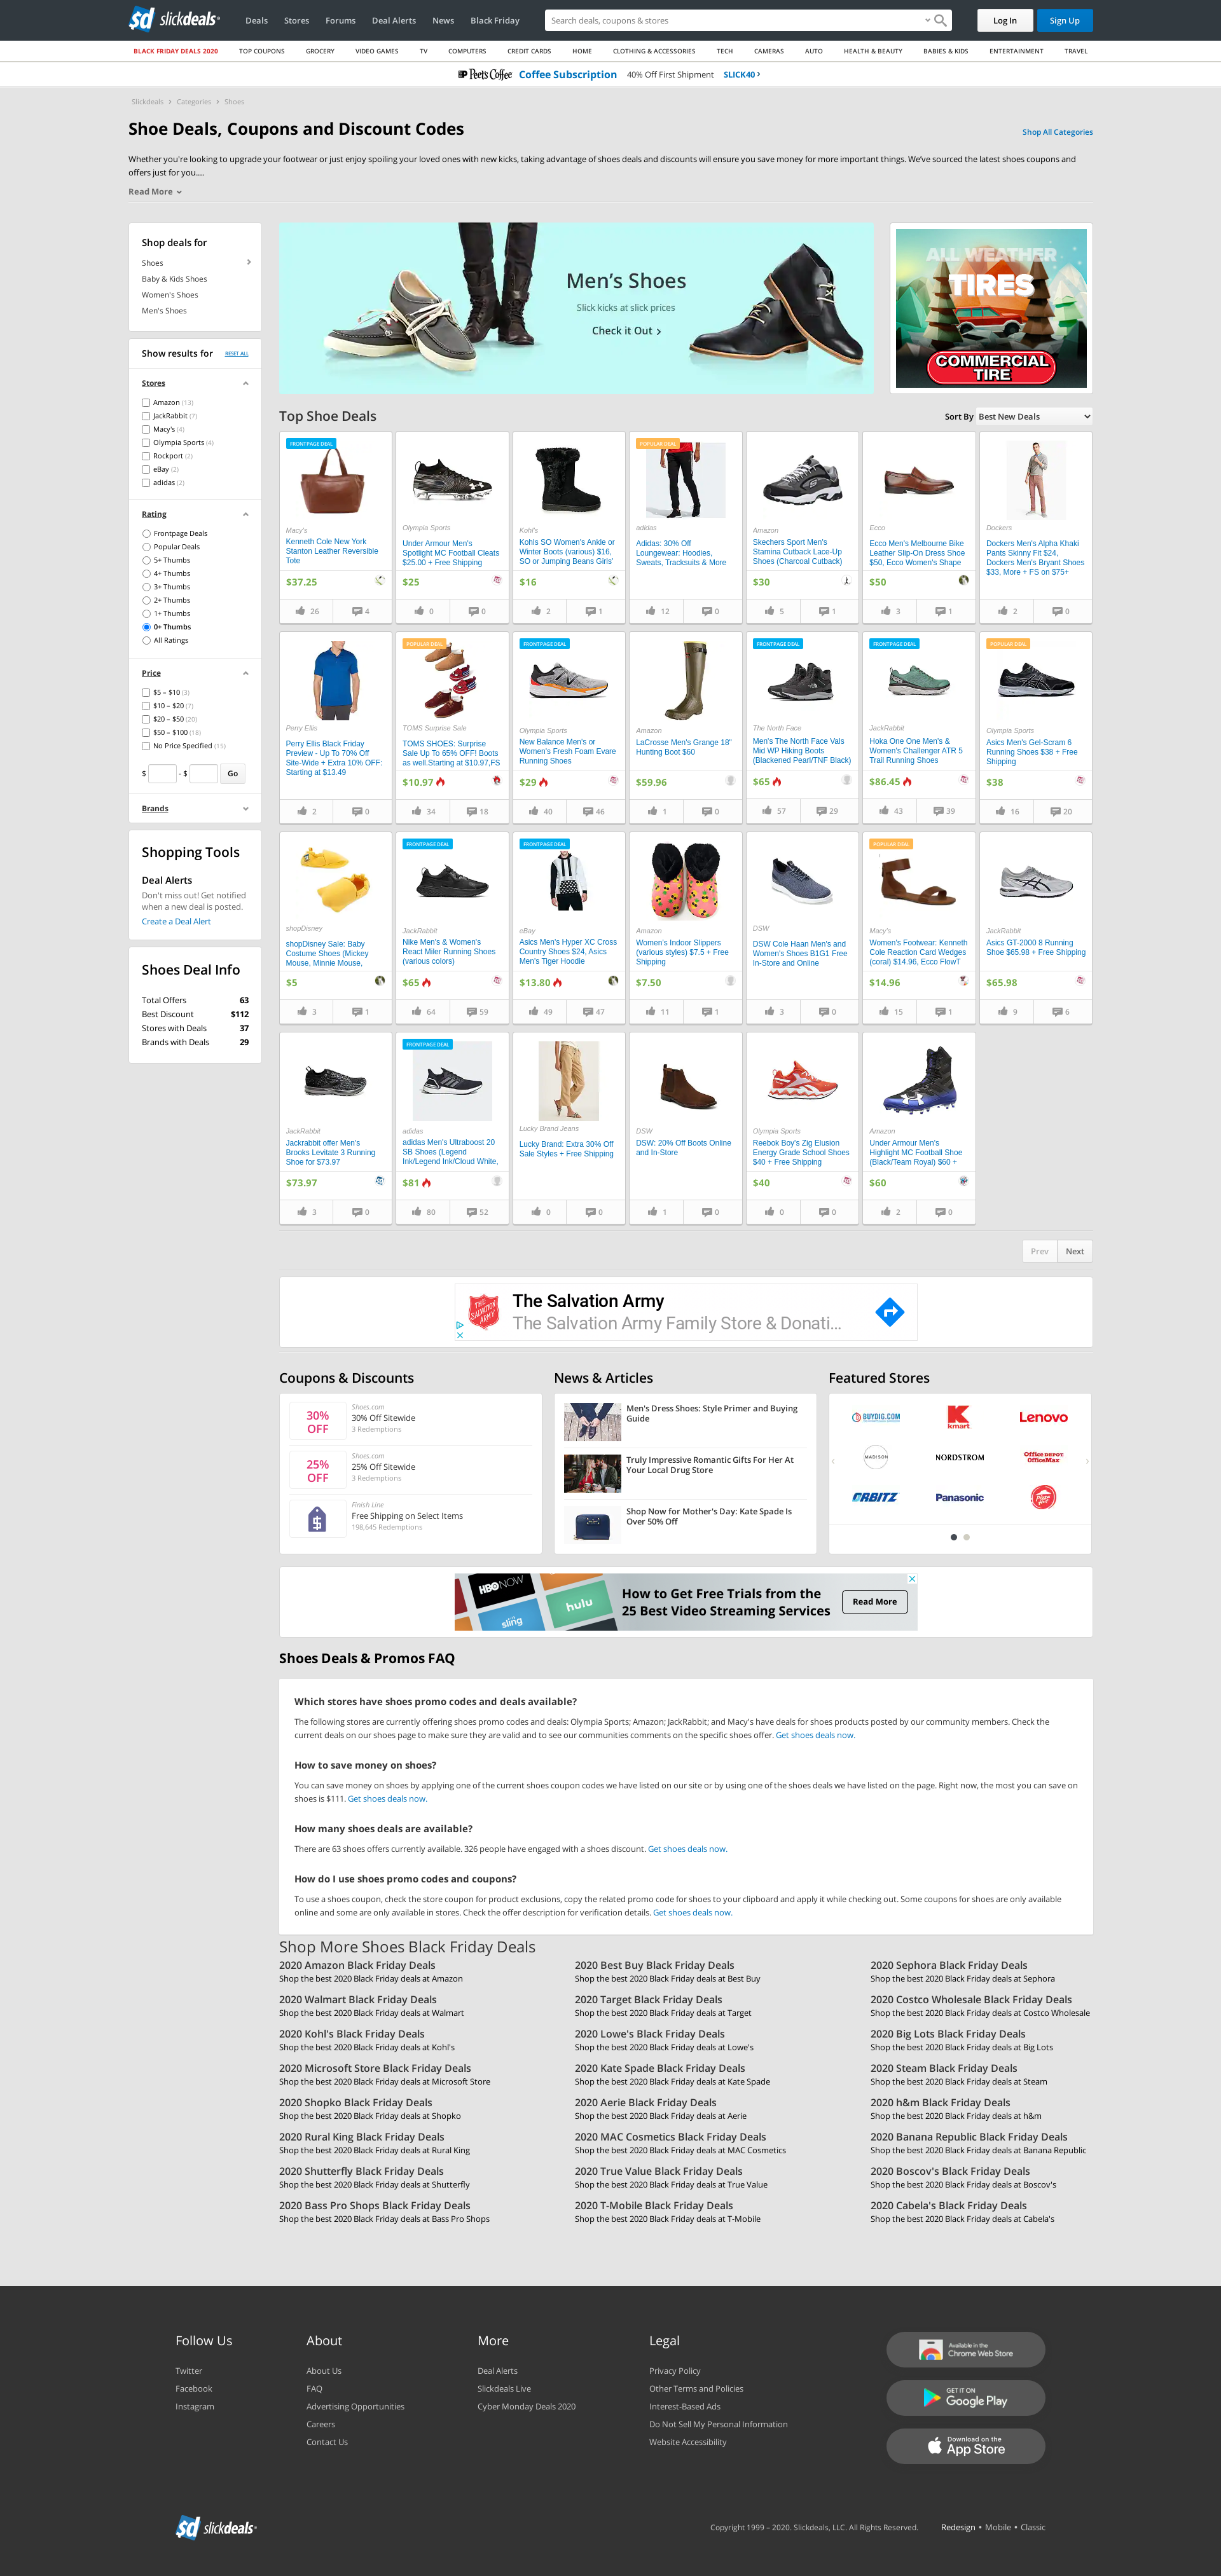 sd slickdeals
Deals Stores Forums Deal Alerts News Black Friday
Search deals, coupons & stores
Log In
Sign Up
BLACK FRIDAY DEALS 2020 TOP COUPONS GROCERY VIDEO GAMES TV COMPUTERS CREDIT CARDS HOME CLOTHING & ACCESSORIES TECH CAMERAS AUTO HEALTH & BEAUTY BABIES & KIDS ENTERTAINMENT TRAVEL
Peet's Coffee Coffee Subscription 40% Off First Shipment SLICK40
Slickdeals Categories Shoes
Shoe Deals, Coupons and Discount Codes
Shop All Categories
Whether you're looking to upgrade your footwear or just enjoy spoiling your loved ones with new kicks, taking advantage of shoes deals and discounts will ensure you save money for more important things. We've sourced the latest shoes coupons and
offers just for you....
Read More
Shop deals for
Shoes
Baby & Kids Shoes
Women's Shoes
Men's Shoes
Show results for RESET ALL
Stores
Amazon (13)
JackRabbit (7)
Macy's (4)
Olympia Sports (4)
Rockport (2)
eBay (2)
adidas (2)
Rating
Frontpage Deals
Popular Deals
5+ Thumbs
4+ Thumbs
3+ Thumbs
2+ Thumbs
1+ Thumbs
0+ Thumbs
All Ratings
Price
$5 – $10 (3)
$10 – $20 (7)
$20 – $50 (20)
$50 – $100 (18)
No Price Specified (15)
$ - $ Go
Brands
Shopping Tools
Deal Alerts
Don't miss out! Get notified
when a new deal is posted.
Create a Deal Alert
Shoes Deal Info
Total Offers 63
Best Discount $112
Stores with Deals 37
Brands with Deals 29
Men's Shoes
Slick kicks at slick prices
Check it Out
ALL WEATHER
TIRES
COMMERCIAL
TIRE
Top Shoe Deals
Sort By Best New Deals
FRONTPAGE DEAL
Macy's
Kenneth Cole New York
Stanton Leather Reversible
Tote
$37.25
26 4
Olympia Sports
Under Armour Men's
Spotlight MC Football Cleats
$25.00 + Free Shipping
$25
0 0
Kohl's
Kohls SO Women's Ankle or
Winter Boots (various) $16,
SO or Jumping Beans Girls'
$16
2 1
POPULAR DEAL
adidas
Adidas: 30% Off
Loungewear: Hoodies,
Sweats, Tracksuits & More
12 0
Amazon
Skechers Sport Men's
Stamina Cutback Lace-Up
Shoes (Charcoal Cutback)
$30
5 1
Ecco
Ecco Men's Melbourne Bike
Leather Slip-On Dress Shoe
$50, Ecco Women's Shape
$50
3 1
Dockers
Dockers Men's Alpha Khaki
Pants Skinny Fit $24,
Dockers Men's Bryant Shoes
$33, More + FS on $75+
2 0
Perry Ellis
Perry Ellis Black Friday
Preview - Up To 70% Off
Site-Wide + Extra 10% OFF:
Starting at $13.49
2 0
POPULAR DEAL
TOMS Surprise Sale
TOMS SHOES: Surprise
Sale Up To 65% OFF! Boots
as well.Starting at $10.97,FS
$10.97
34 18
FRONTPAGE DEAL
Olympia Sports
New Balance Men's or
Women's Fresh Foam Evare
Running Shoes
$29
40 46
Amazon
LaCrosse Men's Grange 18"
Hunting Boot $60
$59.96
1 0
FRONTPAGE DEAL
The North Face
Men's The North Face Vals
Mid WP Hiking Boots
(Blackened Pearl/TNF Black)
$65
57 29
FRONTPAGE DEAL
JackRabbit
Hoka One One Men's &
Women's Challenger ATR 5
Trail Running Shoes
$86.45
43 39
POPULAR DEAL
Olympia Sports
Asics Men's Gel-Scram 6
Running Shoes $38 + Free
Shipping
$38
16 20
shopDisney
shopDisney Sale: Baby
Costume Shoes (Mickey
Mouse, Minnie Mouse,
$5
3 1
FRONTPAGE DEAL
JackRabbit
Nike Men's & Women's
React Miler Running Shoes
(various colors)
$65
64 59
FRONTPAGE DEAL
eBay
Asics Men's Hyper XC Cross
Country Shoes $24, Asics
Men's Tiger Hoodie
$13.80
49 47
Amazon
Women's Indoor Slippers
(various styles) $7.5 + Free
Shipping
$7.50
11 1
DSW
DSW Cole Haan Men's and
Women's Shoes B1G1 Free
In-Store and Online
3 0
POPULAR DEAL
Macy's
Women's Footwear: Kenneth
Cole Reaction Card Wedges
(coral) $14.96, Ecco FlowT
$14.96
15 1
JackRabbit
Asics GT-2000 8 Running
Shoe $65.98 + Free Shipping
$65.98
9 6
JackRabbit
Jackrabbit offer Men's
Brooks Levitate 3 Running
Shoe for $73.97
$73.97
3 0
FRONTPAGE DEAL
adidas
adidas Men's Ultraboost 20
SB Shoes (Legend
Ink/Legend Ink/Cloud White,
$81
80 52
Lucky Brand Jeans
Lucky Brand: Extra 30% Off
Sale Styles + Free Shipping
0 0
DSW
DSW: 20% Off Boots Online
and In-Store
1 0
Olympia Sports
Reebok Boy's Zig Elusion
Energy Grade School Shoes
$40 + Free Shipping
$40
0 0
Amazon
Under Armour Men's
Highlight MC Football Shoe
(Black/Team Royal) $60 +
$60
2 0
Prev Next
The Salvation Army
The Salvation Army Family Store & Donati...
Coupons & Discounts
30% OFF
Shoes.com
30% Off Sitewide
3 Redemptions
25% OFF
Shoes.com
25% Off Sitewide
3 Redemptions
Finish Line
Free Shipping on Select Items
198,645 Redemptions
News & Articles
Men's Dress Shoes: Style Primer and Buying
Guide
Truly Impressive Romantic Gifts For Her At
Your Local Drug Store
Shop Now for Mother's Day: Kate Spade Is
Over 50% Off
Featured Stores
BUYDIG.COM kmart Lenovo
MADISON NORDSTROM Office DEPOT OfficeMax
ORBITZ Panasonic Pizza Hut
HBO NOW
sling
hulu
How to Get Free Trials from the
25 Best Video Streaming Services
Read More
Shoes Deals & Promos FAQ
Which stores have shoes promo codes and deals available?
The following stores are currently offering shoes promo codes and deals: Olympia Sports; Amazon; JackRabbit; and Macy's have deals for shoes products posted by our community members. Check the
current deals on our shoes page to make sure they are valid and to see our communities comments on the specific shoes offer. Get shoes deals now.
How to save money on shoes?
You can save money on shoes by applying one of the current shoes coupon codes we have listed on our site or by using one of the shoes deals we have listed on the page. Right now, the most you can save on
shoes is $111. Get shoes deals now.
How many shoes deals are available?
There are 63 shoes offers currently available. 326 people have engaged with a shoes discount. Get shoes deals now.
How do I use shoes promo codes and coupons?
To use a shoes coupon, check the store coupon for product exclusions, copy the related promo code for shoes to your clipboard and apply it while checking out. Some coupons for shoes are only available
online and some are only available in stores. Check the offer description for verification details. Get shoes deals now.
Shop More Shoes Black Friday Deals
2020 Amazon Black Friday Deals
Shop the best 2020 Black Friday deals at Amazon
2020 Best Buy Black Friday Deals
Shop the best 2020 Black Friday deals at Best Buy
2020 Sephora Black Friday Deals
Shop the best 2020 Black Friday deals at Sephora
2020 Walmart Black Friday Deals
Shop the best 2020 Black Friday deals at Walmart
2020 Target Black Friday Deals
Shop the best 2020 Black Friday deals at Target
2020 Costco Wholesale Black Friday Deals
Shop the best 2020 Black Friday deals at Costco Wholesale
2020 Kohl's Black Friday Deals
Shop the best 2020 Black Friday deals at Kohl's
2020 Lowe's Black Friday Deals
Shop the best 2020 Black Friday deals at Lowe's
2020 Big Lots Black Friday Deals
Shop the best 2020 Black Friday deals at Big Lots
2020 Microsoft Store Black Friday Deals
Shop the best 2020 Black Friday deals at Microsoft Store
2020 Kate Spade Black Friday Deals
Shop the best 2020 Black Friday deals at Kate Spade
2020 Steam Black Friday Deals
Shop the best 2020 Black Friday deals at Steam
2020 Shopko Black Friday Deals
Shop the best 2020 Black Friday deals at Shopko
2020 Aerie Black Friday Deals
Shop the best 2020 Black Friday deals at Aerie
2020 h&m Black Friday Deals
Shop the best 2020 Black Friday deals at h&m
2020 Rural King Black Friday Deals
Shop the best 2020 Black Friday deals at Rural King
2020 MAC Cosmetics Black Friday Deals
Shop the best 2020 Black Friday deals at MAC Cosmetics
2020 Banana Republic Black Friday Deals
Shop the best 2020 Black Friday deals at Banana Republic
2020 Shutterfly Black Friday Deals
Shop the best 2020 Black Friday deals at Shutterfly
2020 True Value Black Friday Deals
Shop the best 2020 Black Friday deals at True Value
2020 Boscov's Black Friday Deals
Shop the best 2020 Black Friday deals at Boscov's
2020 Bass Pro Shops Black Friday Deals
Shop the best 2020 Black Friday deals at Bass Pro Shops
2020 T-Mobile Black Friday Deals
Shop the best 2020 Black Friday deals at T-Mobile
2020 Cabela's Black Friday Deals
Shop the best 2020 Black Friday deals at Cabela's
Follow Us
Twitter
Facebook
Instagram
About
About Us
FAQ
Advertising Opportunities
Careers
Contact Us
More
Deal Alerts
Slickdeals Live
Cyber Monday Deals 2020
Legal
Privacy Policy
Other Terms and Policies
Interest-Based Ads
Do Not Sell My Personal Information
Website Accessibility
Available in the
Chrome Web Store
GET IT ON
Google Play
Download on the
App Store
sd slickdeals
Copyright 1999 – 2020. Slickdeals, LLC. All Rights Reserved. Redesign • Mobile • Classic